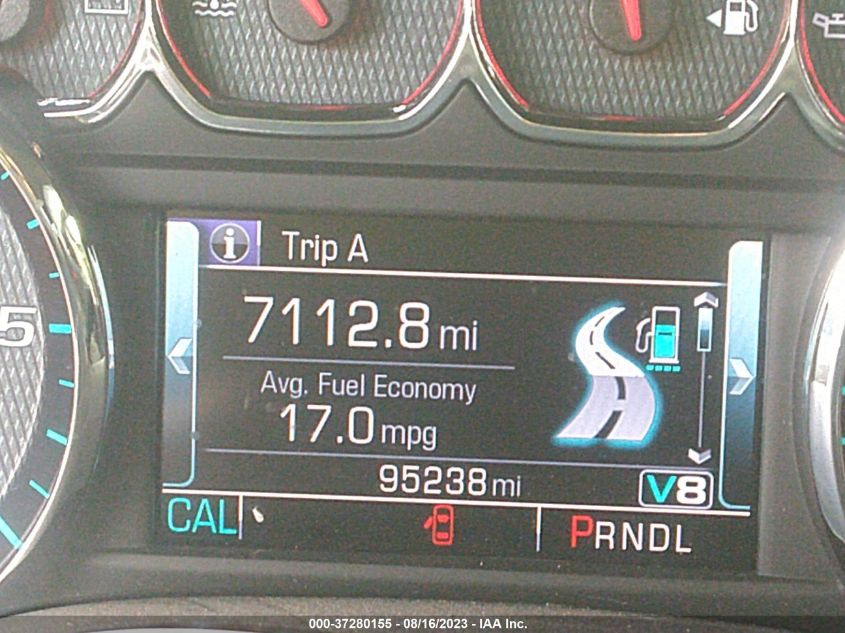 Trip A
7112.8 mi
Avg. Fuel Economy
17.0 mpg
95238 mi
V8
5
CAL
PRNDL
000-37280155 - 08/16/2023 - IAA Inc.